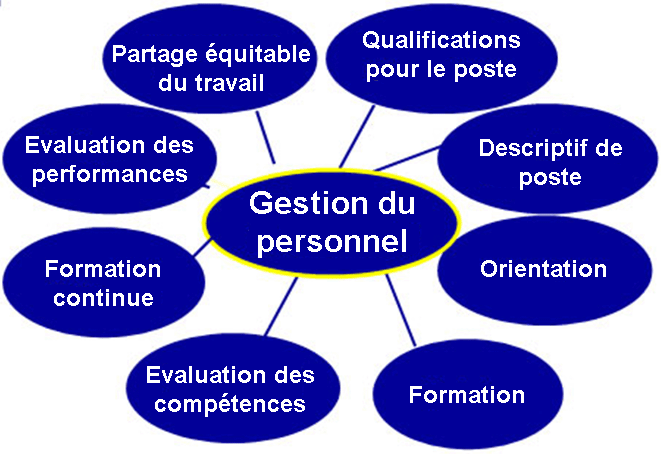 Partage équitable
du travail
Qualifications
pour le poste
Evaluation des
performances
Descriptif de
poste
Gestion du
personnel
Formation
continue
Orientation
Evaluation des
compétences
Formation